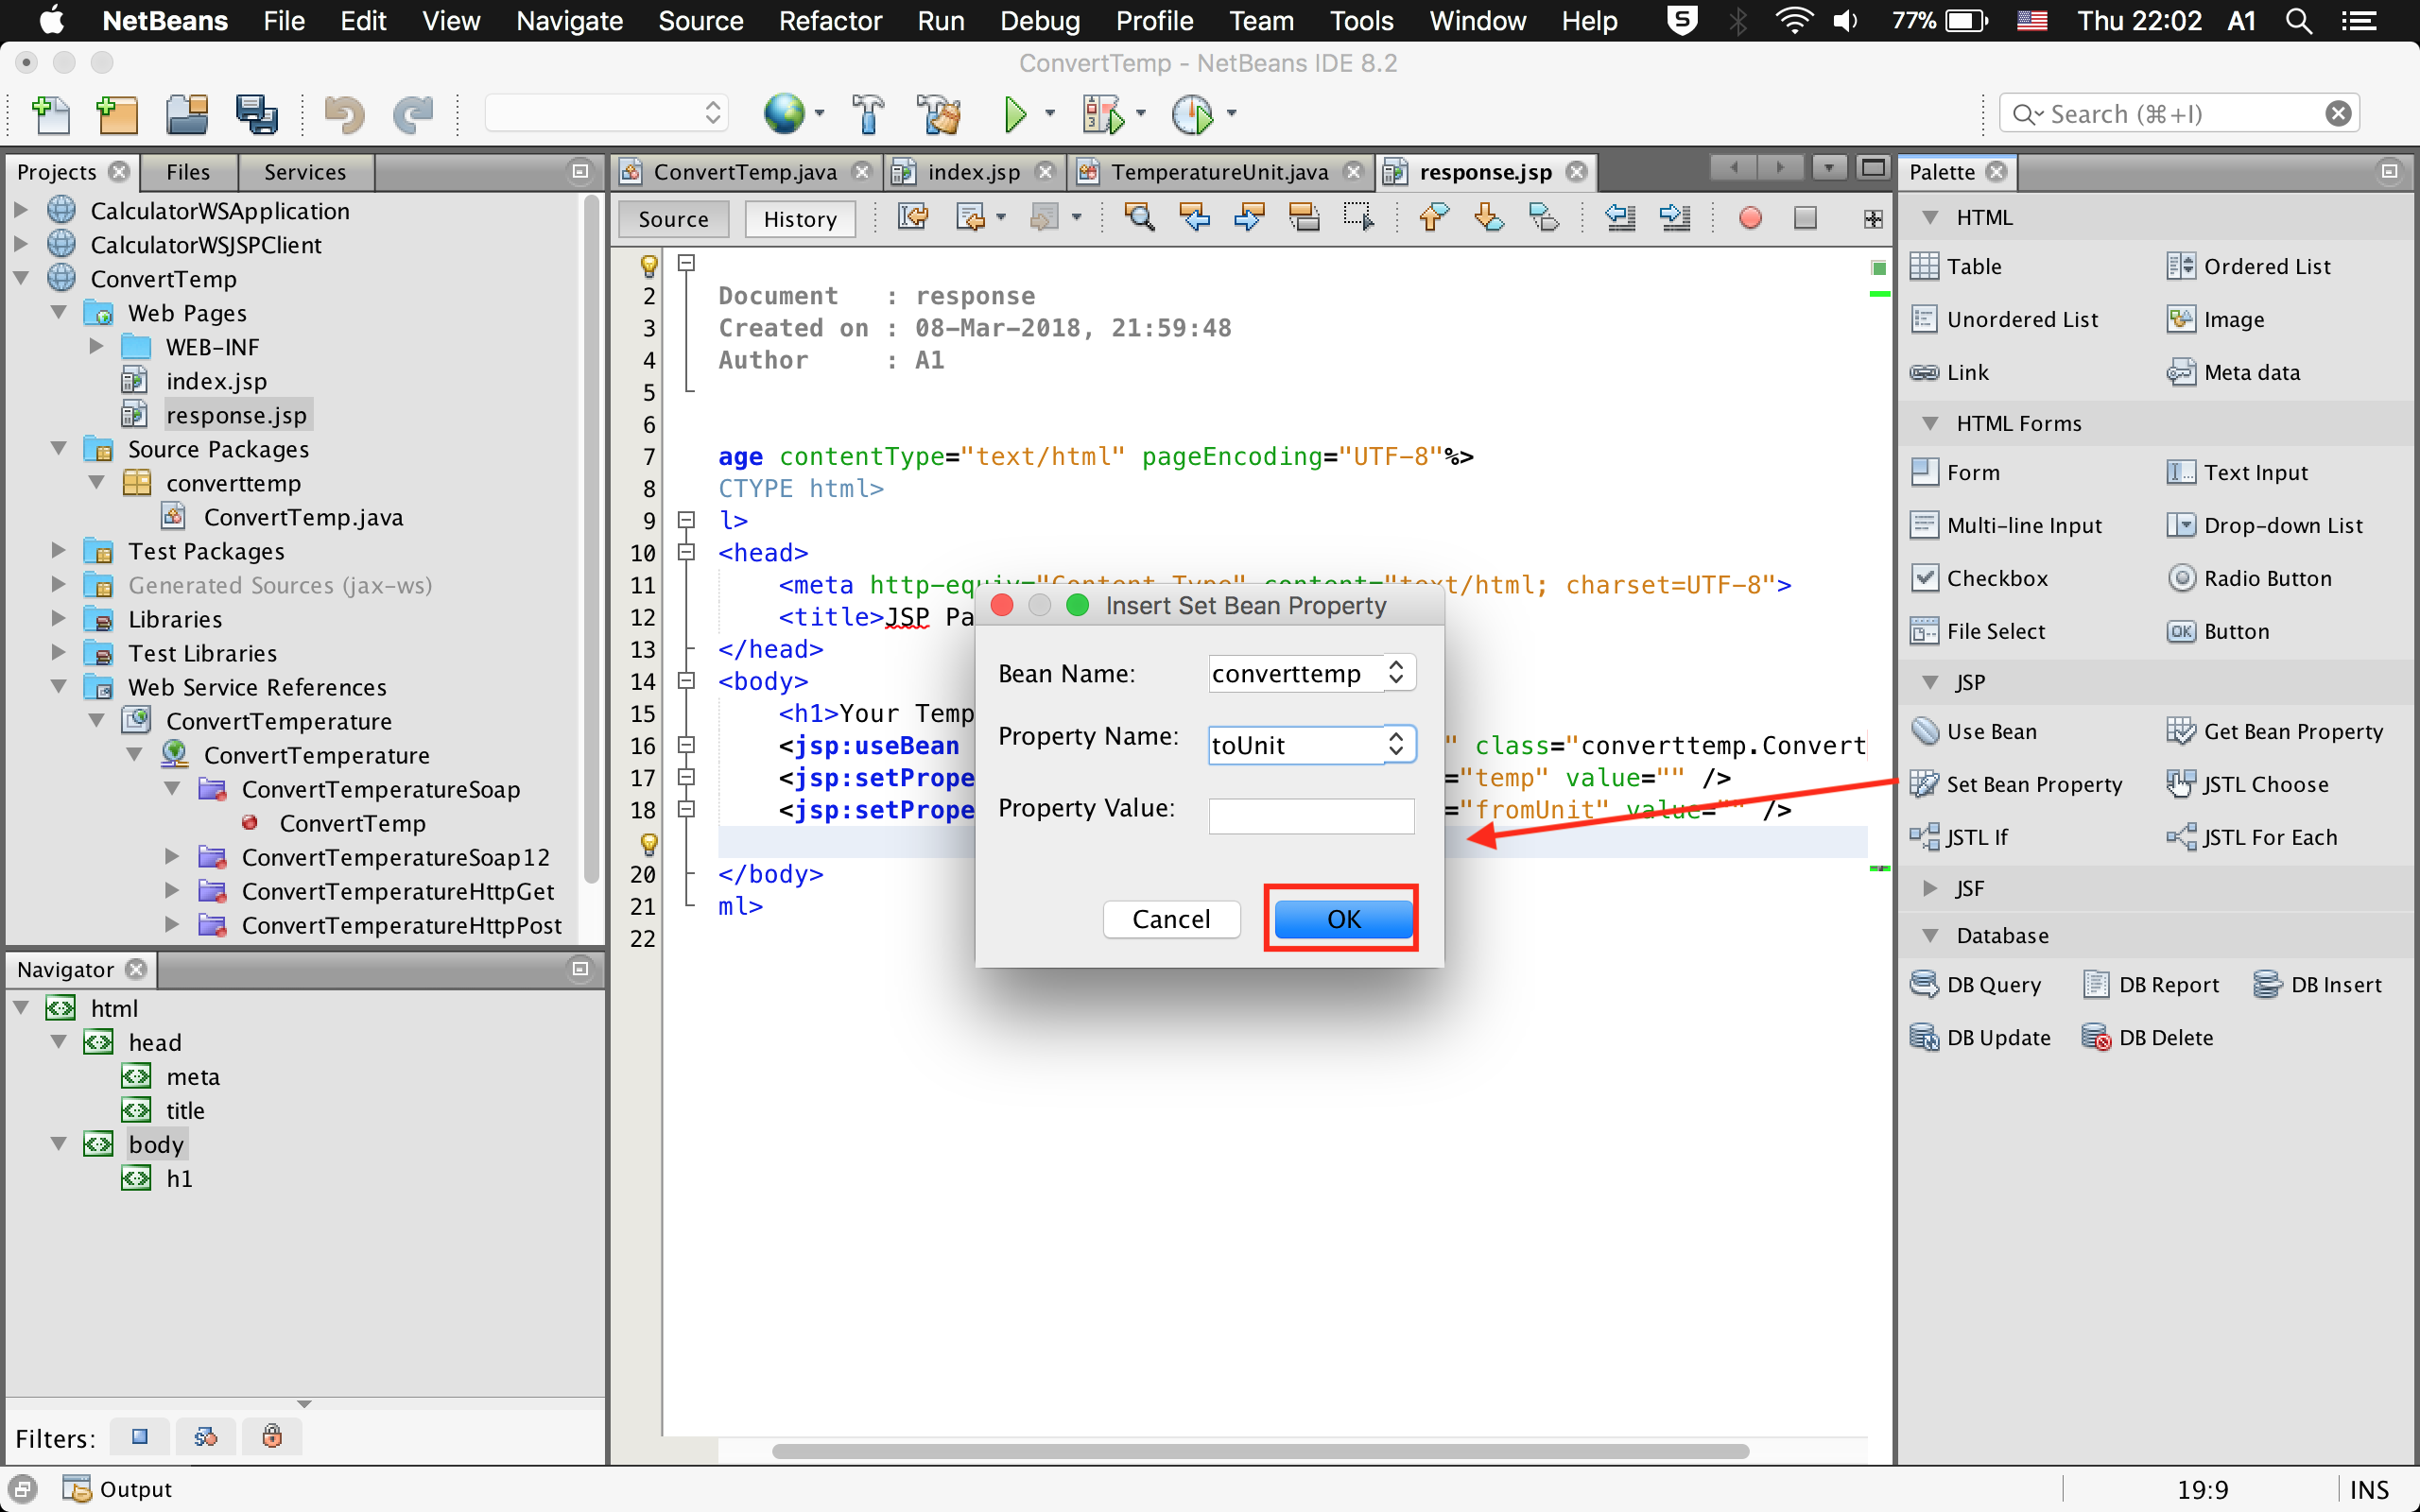 NetBeans File Edit View Navigate Source Refactor Run Debug Profile Team Tools Window Help S 77% Thu 22:02 A1
ConvertTemp - NetBeans IDE 8.2
Search (⌘+I)
Projects Files Services
CalculatorWSApplication
CalculatorWSJSPClient
ConvertTemp
Web Pages
WEB-INF
index.jsp
response.jsp
Source Packages
converttemp
ConvertTemp.java
Test Packages
Generated Sources (jax-ws)
Libraries
Test Libraries
Web Service References
ConvertTemperature
ConvertTemperature
ConvertTemperatureSoap
ConvertTemp
ConvertTemperatureSoap12
ConvertTemperatureHttpGet
ConvertTemperatureHttpPost
Navigator
html
head
meta
title
body
h1
Filters:
Output
ConvertTemp.java index.jsp TemperatureUnit.java response.jsp
Source History
2 Document : response
3 Created on : 08-Mar-2018, 21:59:48
4 Author : A1
5
6
7 age contentType="text/html" pageEncoding="UTF-8"%>
8 CTYPE html>
9 l>
10 <head>
11 <meta http-equiv="Content-Type" content="text/html; charset=UTF-8">
12 <title>JSP Pa
13 </head>
14 <body>
15 <h1>Your Temp
16 <jsp:useBean " class="converttemp.Convert
17 <jsp:setPrope ="temp" value="" />
18 <jsp:setPrope ="fromUnit" value="" />
20 </body>
21 ml>
22
Insert Set Bean Property
Bean Name: converttemp
Property Name: toUnit
Property Value:
Cancel OK
Palette
HTML
Table Ordered List
Unordered List Image
Link Meta data
HTML Forms
Form Text Input
Multi-line Input Drop-down List
Checkbox Radio Button
File Select Button
JSP
Use Bean Get Bean Property
Set Bean Property JSTL Choose
JSTL If JSTL For Each
JSF
Database
DB Query DB Report DB Insert
DB Update DB Delete
19:9 INS